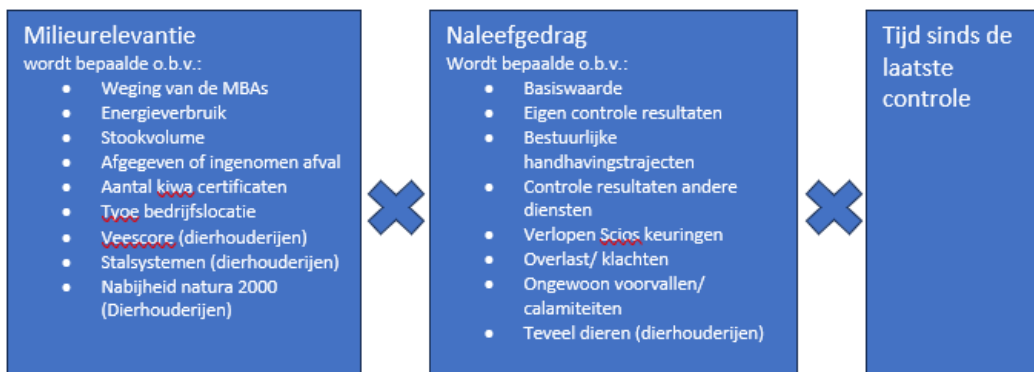 Milieurelevantie
wordt bepaalde o.b.v.:
• Weging van de MBAs
• Energieverbruik
• Stookvolume
• Afgegeven of ingenomen afval
• Aantal kiwa certificaten
• Tyoe bedrijfslocatie
• Veescore (dierhouderijen)
• Stalsystemen (dierhouderijen)
• Nabijheid natura 2000
(Dierhouderijen)
Naleefgedrag
Wordt bepaalde o.b.v.:
• Basiswaarde
• Eigen controle resultaten
• Bestuurlijke
handhavingstrajecten
• Controle resultaten andere
diensten
• Verlopen Scios keuringen
• Overlast/ klachten
• Ongewoon voorvallen/
calamiteiten
• Teveel dieren (dierhouderijen)
Tijd sinds de
laatste
controle